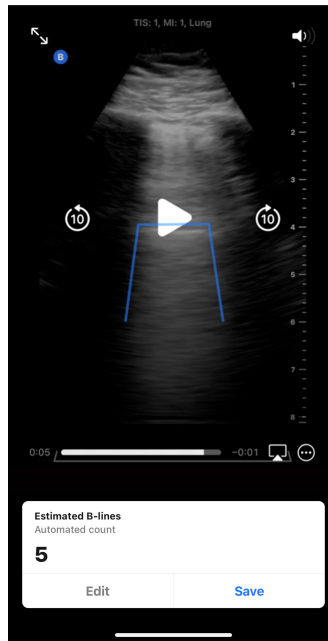 TIS: 1, MI: 1, Lung
B
1
2
3
10
10
4
5
6
7
8
0:05
-0:01
Estimated B-lines
Automated count
5
Edit
Save